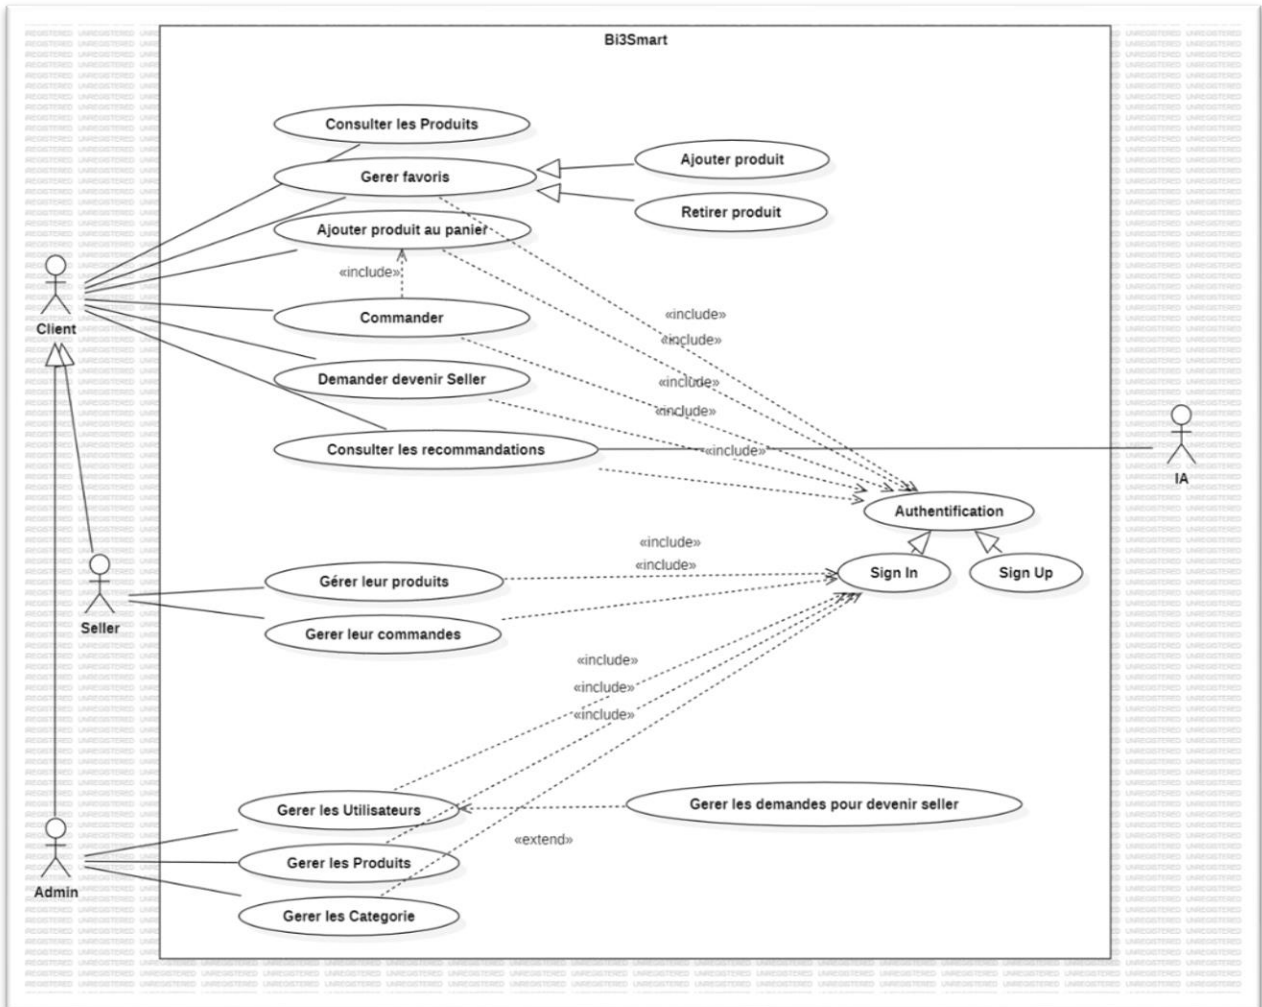 Bi3Smart
Consulter les Produits
Gerer favoris
Ajouter produit
Retirer produit
Ajouter produit au panier
«include»
Commander
«include»
«include»
Client
Demander devenir Seller
«include»
«include»
Consulter les recommandations
«include»
IA
Authentification
«include»
«include»
Sign In
Sign Up
Gérer leur produits
Seller
Gerer leur commandes
«include»
«include»
«include»
Gerer les Utilisateurs
Gerer les demandes pour devenir seller
«extend»
Gerer les Produits
Admin
Gerer les Categorie
UNREGISTERED